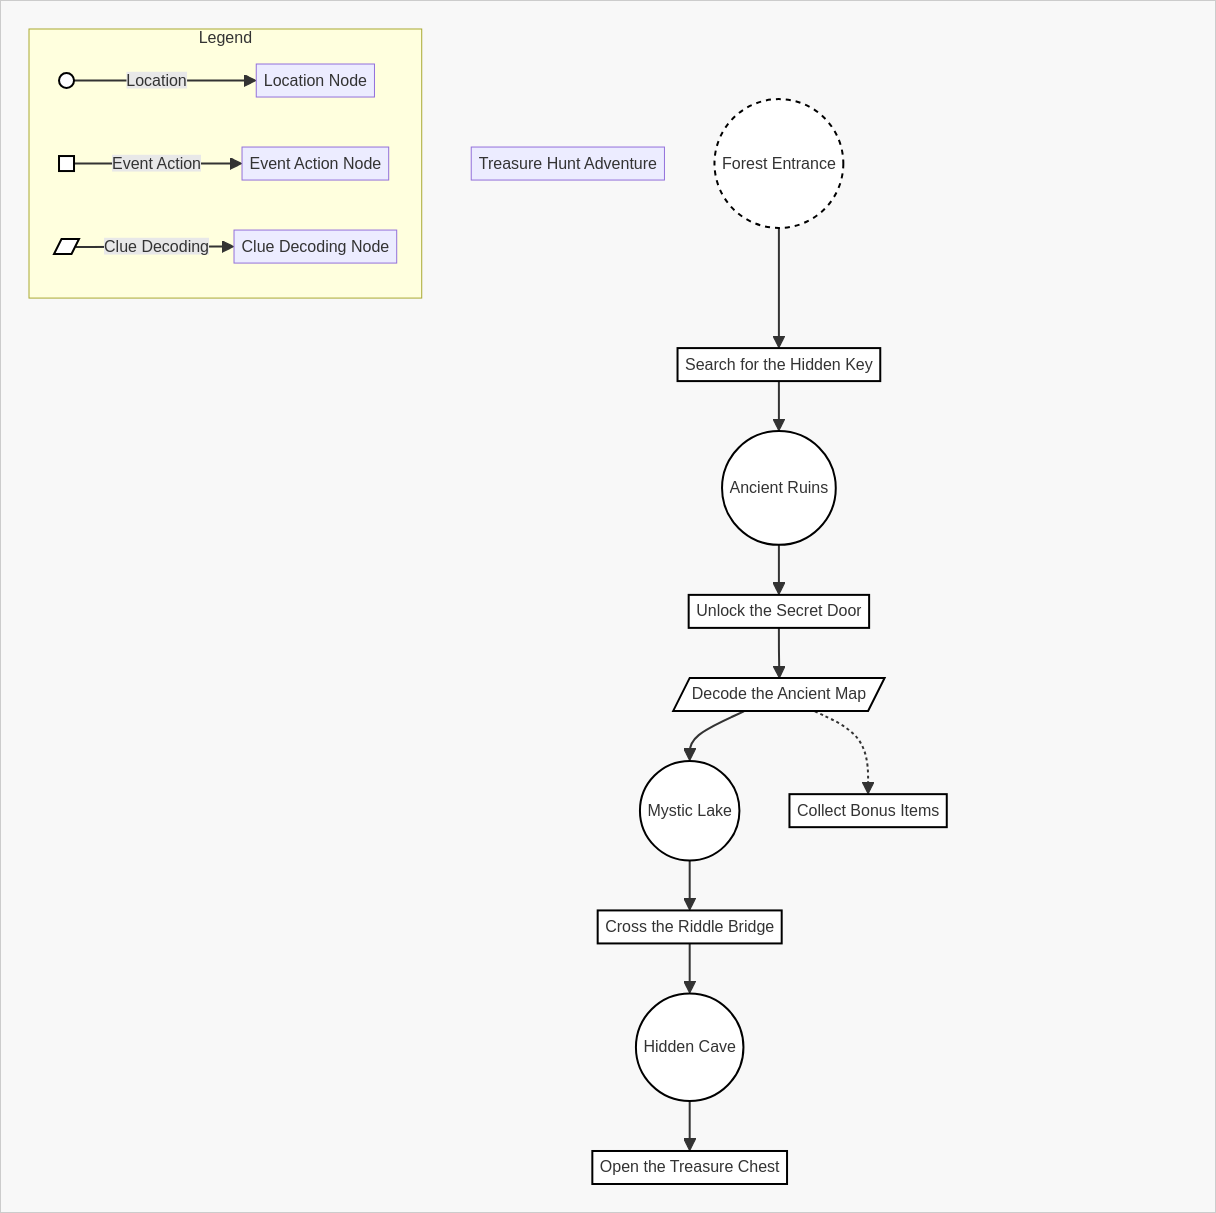 Legend
Location
Location Node
Event Action
Event Action Node
Clue Decoding
Clue Decoding Node
Treasure Hunt Adventure
Forest Entrance
Search for the Hidden Key
Ancient Ruins
Unlock the Secret Door
Decode the Ancient Map
Mystic Lake
Collect Bonus Items
Cross the Riddle Bridge
Hidden Cave
Open the Treasure Chest